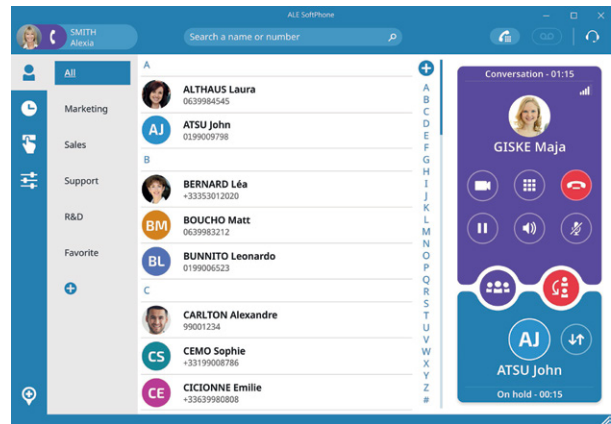 ALE SoftPhone
SMITH
Alexia
Search a name or number
All
Marketing
Sales
Support
R&D
Favorite
A
ALTHAUS Laura
0639984545
AJ
ATSU John
0199009798
B
BERNARD Léa
+33353012020
BM
BOUCHO Matt
0639983212
BL
BUNNITO Leonardo
0199006523
C
CARLTON Alexandre
99001234
CS
CEMO Sophie
+33199008786
CE
CICIONNE Emilie
+33639980808
A
B
C
D
E
F
G
H
I
J
K
L
M
N
O
P
Q
R
S
T
U
V
W
X
Y
Z
#
Conversation - 01:15
GISKE Maja
AJ
ATSU John
On hold - 00:15